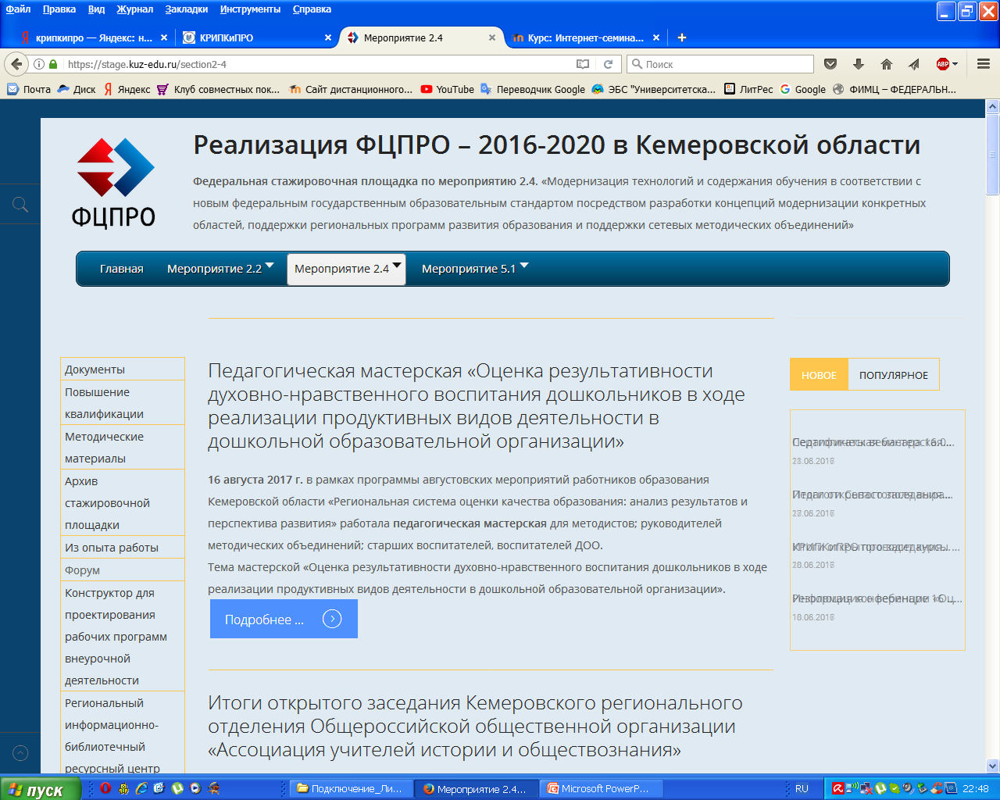 Файл Правка Вид Журнал Закладки Инструменты Справка
крипкипро — Яндекс: н...
КРИПКиПРО
Мероприятие 2.4
Курс: Интернет-семина...
https://stage.kuz-edu.ru/section2-4
Поиск
ABP
Почта Диск Яндекс Клуб совместных пок... Сайт дистанционного... YouTube Переводчик Google ЭБС "Университетска... ЛитРес Google ФИМЦ – ФЕДЕРАЛЬН...
ФЦПРО
Реализация ФЦПРО – 2016-2020 в Кемеровской области
Федеральная стажировочная площадка по мероприятию 2.4. «Модернизация технологий и содержания обучения в соответствии с
новым федеральным государственным образовательным стандартом посредством разработки концепций модернизации конкретных
областей, поддержки региональных программ развития образования и поддержки сетевых методических объединений»
Главная Мероприятие 2.2 Мероприятие 2.4 Мероприятие 5.1
Документы
Повышение
квалификации
Методические
материалы
Архив
стажировочной
площадки
Из опыта работы
Форум
Конструктор для
проектирования
рабочих программ
внеурочной
деятельности
Региональный
информационно-
библиотечный
ресурсный центр
Педагогическая мастерская «Оценка результативности
духовно-нравственного воспитания дошкольников в ходе
реализации продуктивных видов деятельности в
дошкольной образовательной организации»
16 августа 2017 г. в рамках программы августовских мероприятий работников образования
Кемеровской области «Региональная система оценки качества образования: анализ результатов и
перспектива развития» работала педагогическая мастерская для методистов; руководителей
методических объединений; старших воспитателей, воспитателей ДОО.
Тема мастерской «Оценка результативности духовно-нравственного воспитания дошкольников в ходе
реализации продуктивных видов деятельности в дошкольной образовательной организации».
Подробнее ...
Итоги открытого заседания Кемеровского регионального
отделения Общероссийской общественной организации
«Ассоциация учителей истории и обществознания»
НОВОЕ ПОПУЛЯРНОЕ
пуск
Подключение_Ли...
Мероприятие 2.4...
Microsoft PowerP...
RU
22:48